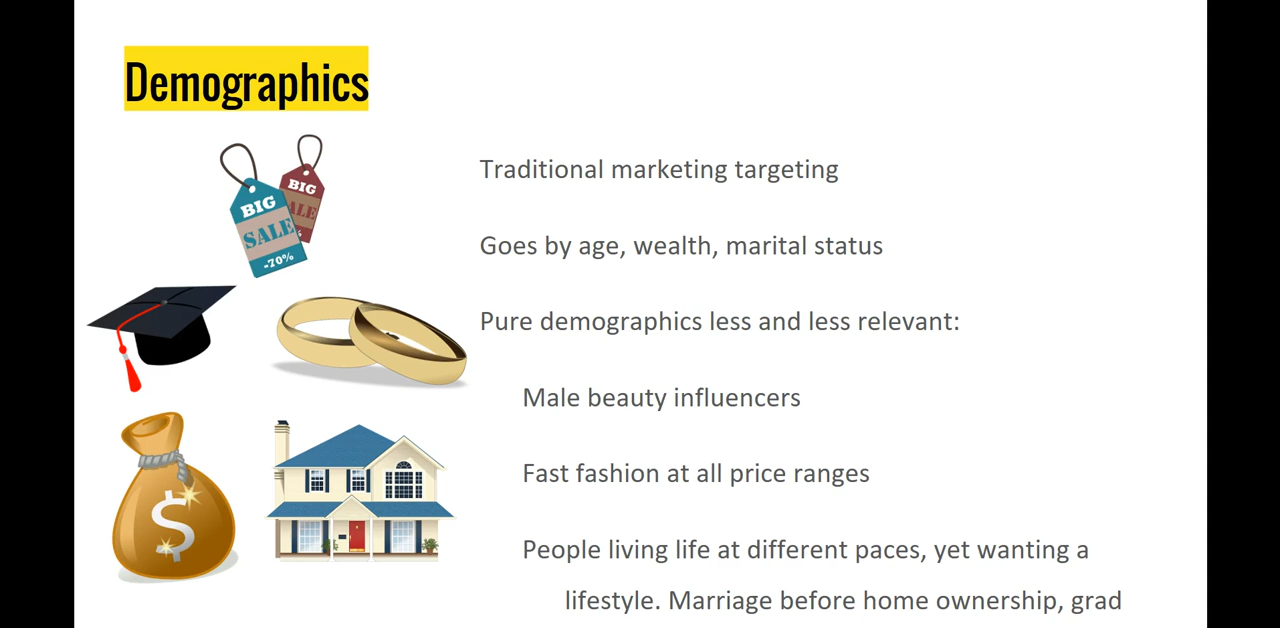 Demographics
BIG
SALE
-70%
BIG
ALE
Traditional marketing targeting
Goes by age, wealth, marital status
Pure demographics less and less relevant:
Male beauty influencers
Fast fashion at all price ranges
People living life at different paces, yet wanting a
lifestyle. Marriage before home ownership, grad
$